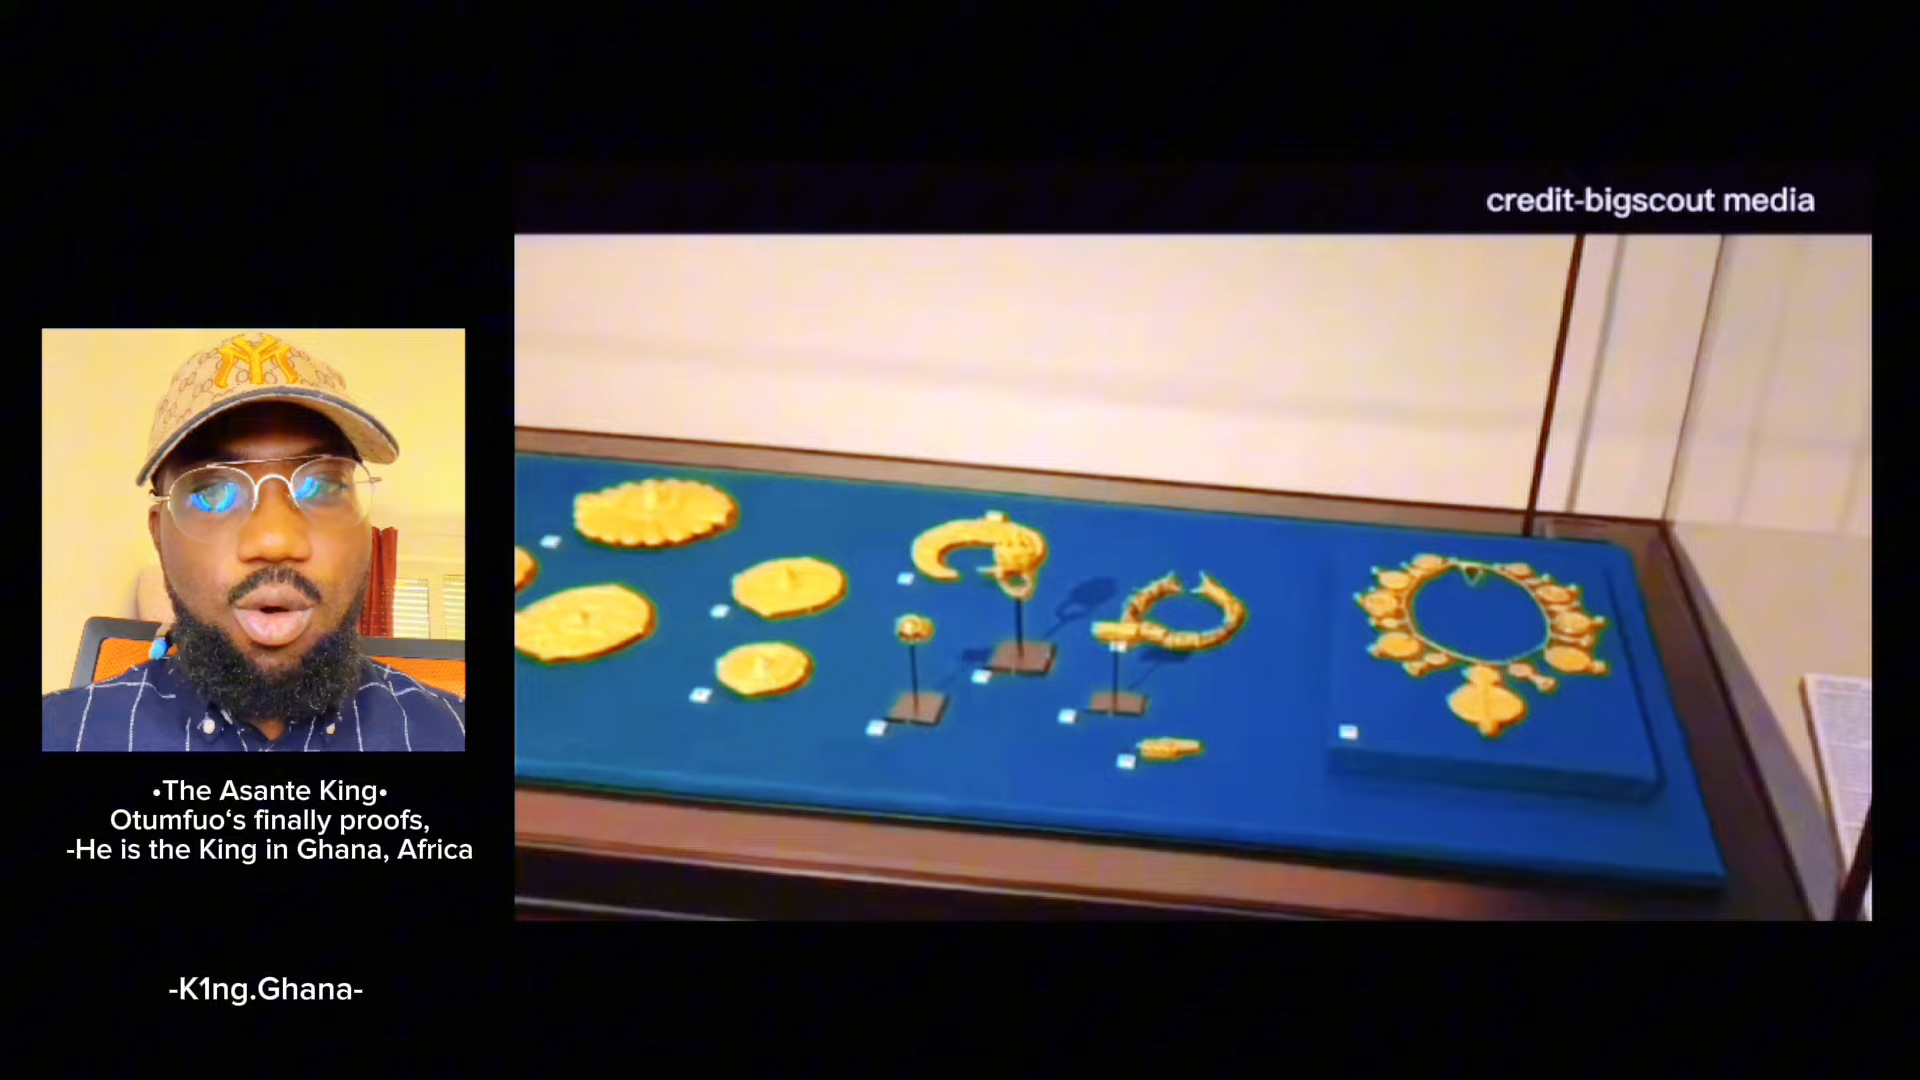 credit-bigscout media
•The Asante King•
Otumfuo‘s finally proofs,
-He is the King in Ghana, Africa
-K1ng.Ghana-